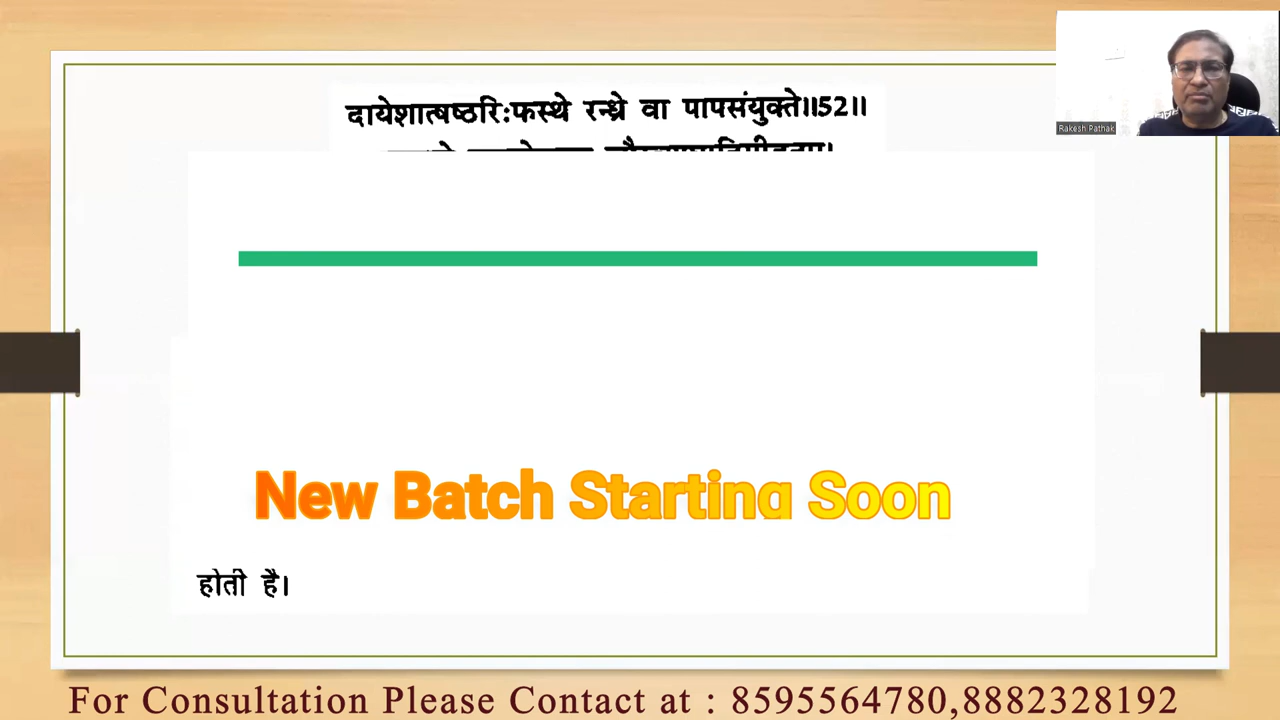 दायेशात्षष्ठरिःफस्थे रन्ध्रे वा पापसंयुक्ते॥52॥
Rakesh Pathak
New Batch Starting Soon
होती है।
For Consultation Please Contact at : 8595564780,8882328192